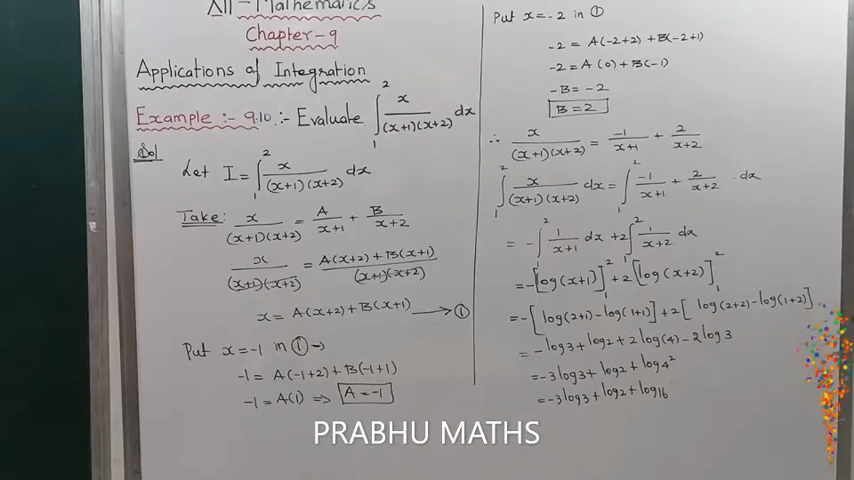 XII-Mathematics
Chapter-9
Applications of Integration
Example :- 9.10 :- Evaluate ∫₁² x/((x+1)(x+2)) dx
Sol
Let I = ∫₁² x/((x+1)(x+2)) dx
Take: x/((x+1)(x+2)) = A/(x+1) + B/(x+2)
x/((x+1)(x+2)) = (A(x+2)+B(x+1))/((x+1)(x+2))
x = A(x+2)+B(x+1) ⟶ ①
Put x=-1 in ① →
-1 = A(-1+2)+B(-1+1)
-1 = A(1) ⇒ A = -1
Put x=-2 in ①
-2 = A(-2+2)+B(-2+1)
-2 = A(0)+B(-1)
-B = -2
B = 2
∴ x/((x+1)(x+2)) = -1/(x+1) + 2/(x+2)
∫₁² x/((x+1)(x+2)) dx = ∫₁² -1/(x+1) + 2/(x+2) . dx
= -∫₁² 1/(x+1) dx + 2∫₁² 1/(x+2) dx
= -[log(x+1)]₁² + 2[log(x+2)]₁²
= -[log(2+1)-log(1+1)]+2[log(2+2)-log(1+2)]
= -log3+log2+2log(4)-2log3
= -3log3+log2+log4²
= -3log3+log2+log16
PRABHU MATHS